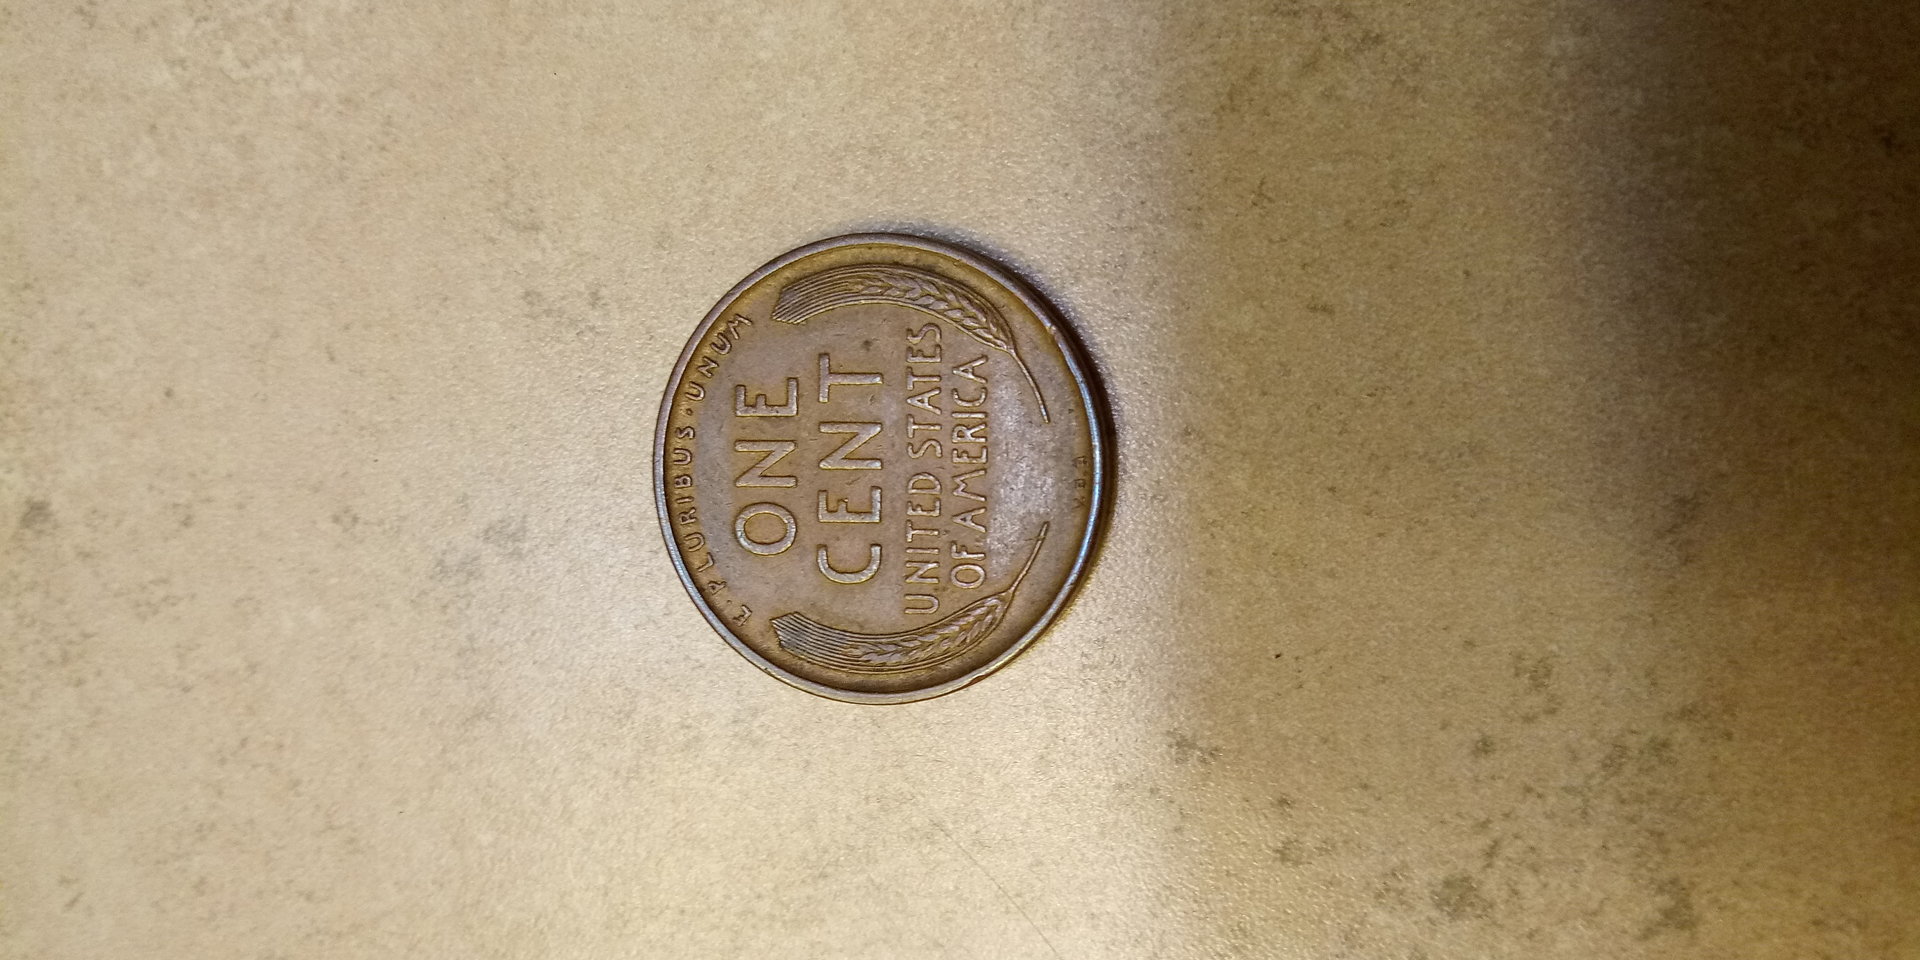 E·PLURIBUS·UNUM
ONE
CENT
UNITED STATES
OF AMERICA
V.D.B.